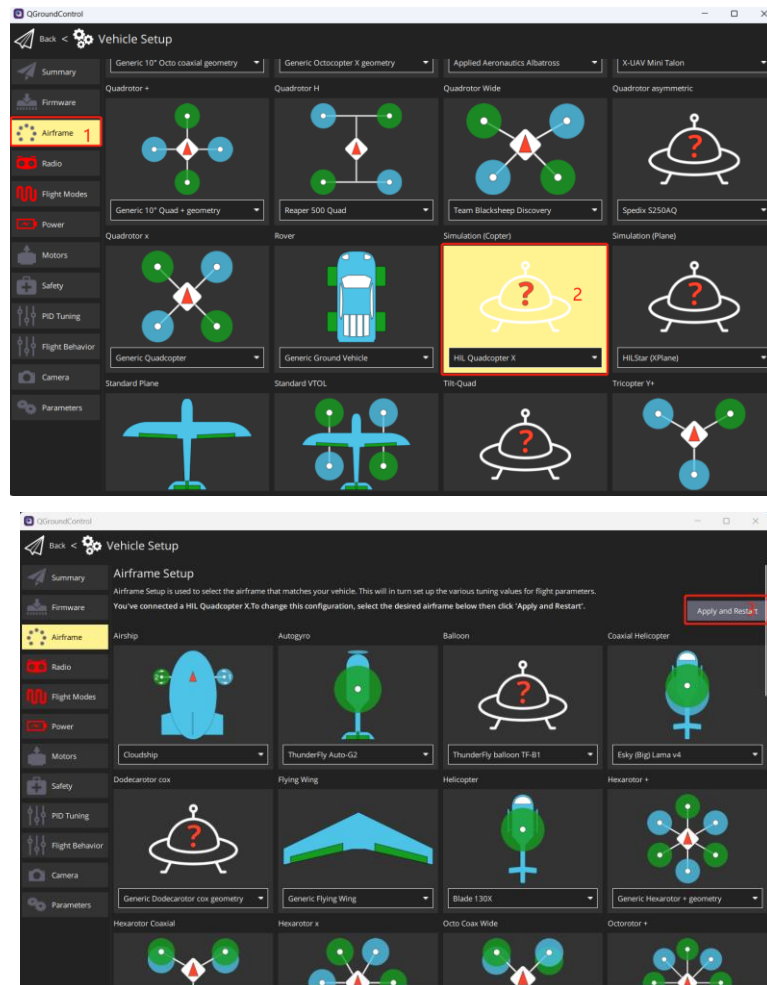 QGroundControl
Back < Vehicle Setup
Summary
Firmware
Airframe 1
Radio
Flight Modes
Power
Motors
Safety
PID Tuning
Flight Behavior
Camera
Parameters
Generic 10" Octo coaxial geometry
Generic Octocopter X geometry
Applied Aeronautics Albatross
X-UAV Mini Talon
Quadrotor +
Quadrotor H
Quadrotor Wide
Quadrotor asymmetric
?
Generic 10" Quad + geometry
Reaper 500 Quad
Team Blacksheep Discovery
Spedix S250AQ
Quadrotor x
Rover
Simulation (Copter)
Simulation (Plane)
? 2
?
Generic Quadcopter
Generic Ground Vehicle
HIL Quadcopter X
HILStar (XPlane)
Standard Plane
Standard VTOL
Tilt-Quad
Tricopter Y+
?
QGroundControl
Back < Vehicle Setup
Summary
Firmware
Airframe
Radio
Flight Modes
Power
Motors
Safety
PID Tuning
Flight Behavior
Camera
Parameters
Airframe Setup
Airframe Setup is used to select the airframe that matches your vehicle. This will in turn set up the various tuning values for flight parameters.
You've connected a HIL Quadcopter X.To change this configuration, select the desired airframe below then click 'Apply and Restart'.
Apply and Restart
3
Airship
Autogyro
Balloon
Coaxial Helicopter
?
Cloudship
ThunderFly Auto-G2
ThunderFly balloon TF-B1
Esky (Big) Lama v4
Dodecarotor cox
Flying Wing
Helicopter
Hexarotor +
?
Generic Dodecarotor cox geometry
Generic Flying Wing
Blade 130X
Generic Hexarotor + geometry
Hexarotor Coaxial
Hexarotor x
Octo Coax Wide
Octorotor +